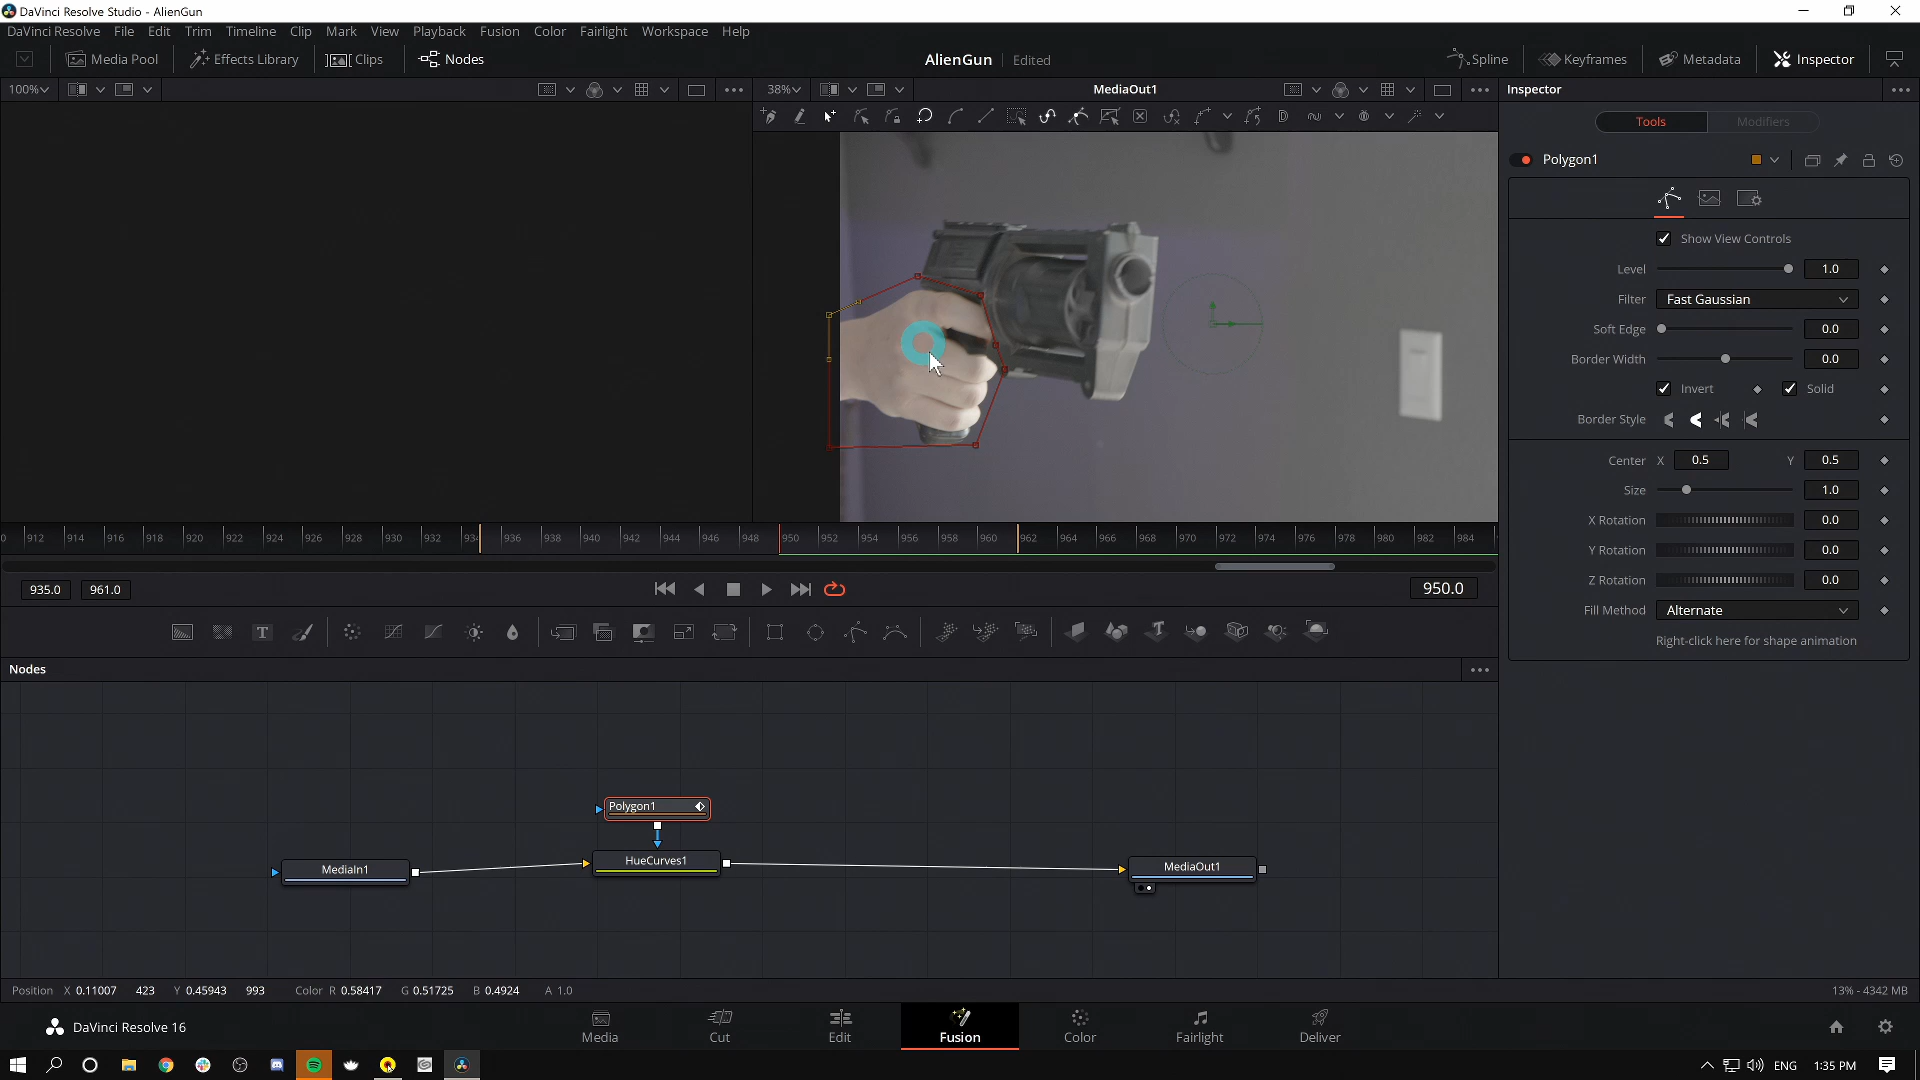 DaVinci Resolve Studio - AlienGun
DaVinci Resolve File Edit Trim Timeline Clip Mark View Playback Fusion Color Fairlight Workspace Help
Media Pool Effects Library Clips Nodes AlienGun Edited Spline Keyframes Metadata Inspector
100% 38% MediaOut1 Inspector
Tools Modifiers
Polygon1
Show View Controls
Level 1.0
Filter Fast Gaussian
Soft Edge 0.0
Border Width 0.0
Invert Solid
Border Style
Center X 0.5 Y 0.5
Size 1.0
X Rotation 0.0
Y Rotation 0.0
Z Rotation 0.0
Fill Method Alternate
Right-click here for shape animation
0 912 914 916 918 920 922 924 926 928 930 932 934 936 938 940 942 944 946 948 950 952 954 956 958 960 962 964 966 968 970 972 974 976 978 980 982 984
935.0 961.0 950.0
Nodes
Polygon1
HueCurves1
MediaIn1
MediaOut1
Position X 0.11007 423 Y 0.45943 993 Color R 0.58417 G 0.51725 B 0.4924 A 1.0 13% - 4342 MB
DaVinci Resolve 16 Media Cut Edit Fusion Color Fairlight Deliver
ENG 1:35 PM